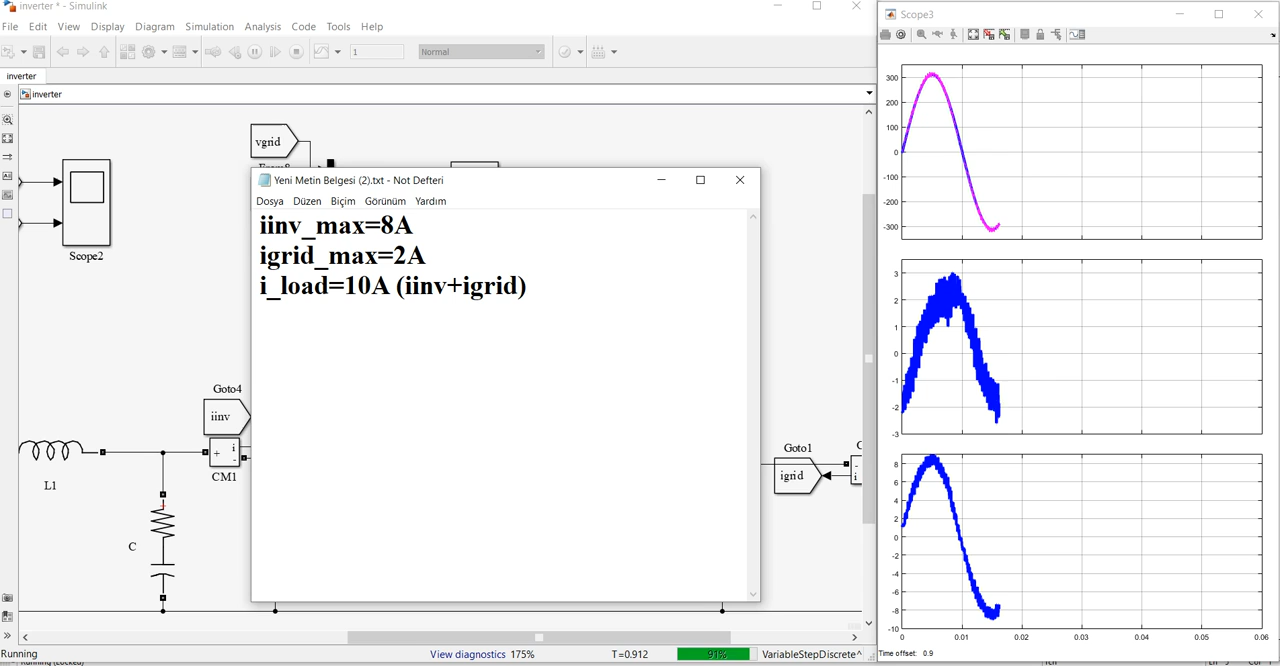 inverter * - Simulink
File Edit View Display Diagram Simulation Analysis Code Tools Help
1
Normal
inverter
inverter
vgrid
Scope2
Goto4
iinv
CM1
L1
C
Goto1
igrid
C
+ i
-
-
i
Yeni Metin Belgesi (2).txt - Not Defteri
Dosya Düzen Biçim Görünüm Yardım
iinv_max=8A
igrid_max=2A
i_load=10A (iinv+igrid)
Running
View diagnostics 175%
T=0.912
91%
VariableStepDiscrete^
Running (Locked)
Scope3
300
200
100
0
-100
-200
-300
3
2
1
0
-1
-2
-3
8
6
4
2
0
-2
-4
-6
-8
-10
0 0.01 0.02 0.03 0.04 0.05 0.06
Time offset: 0.9